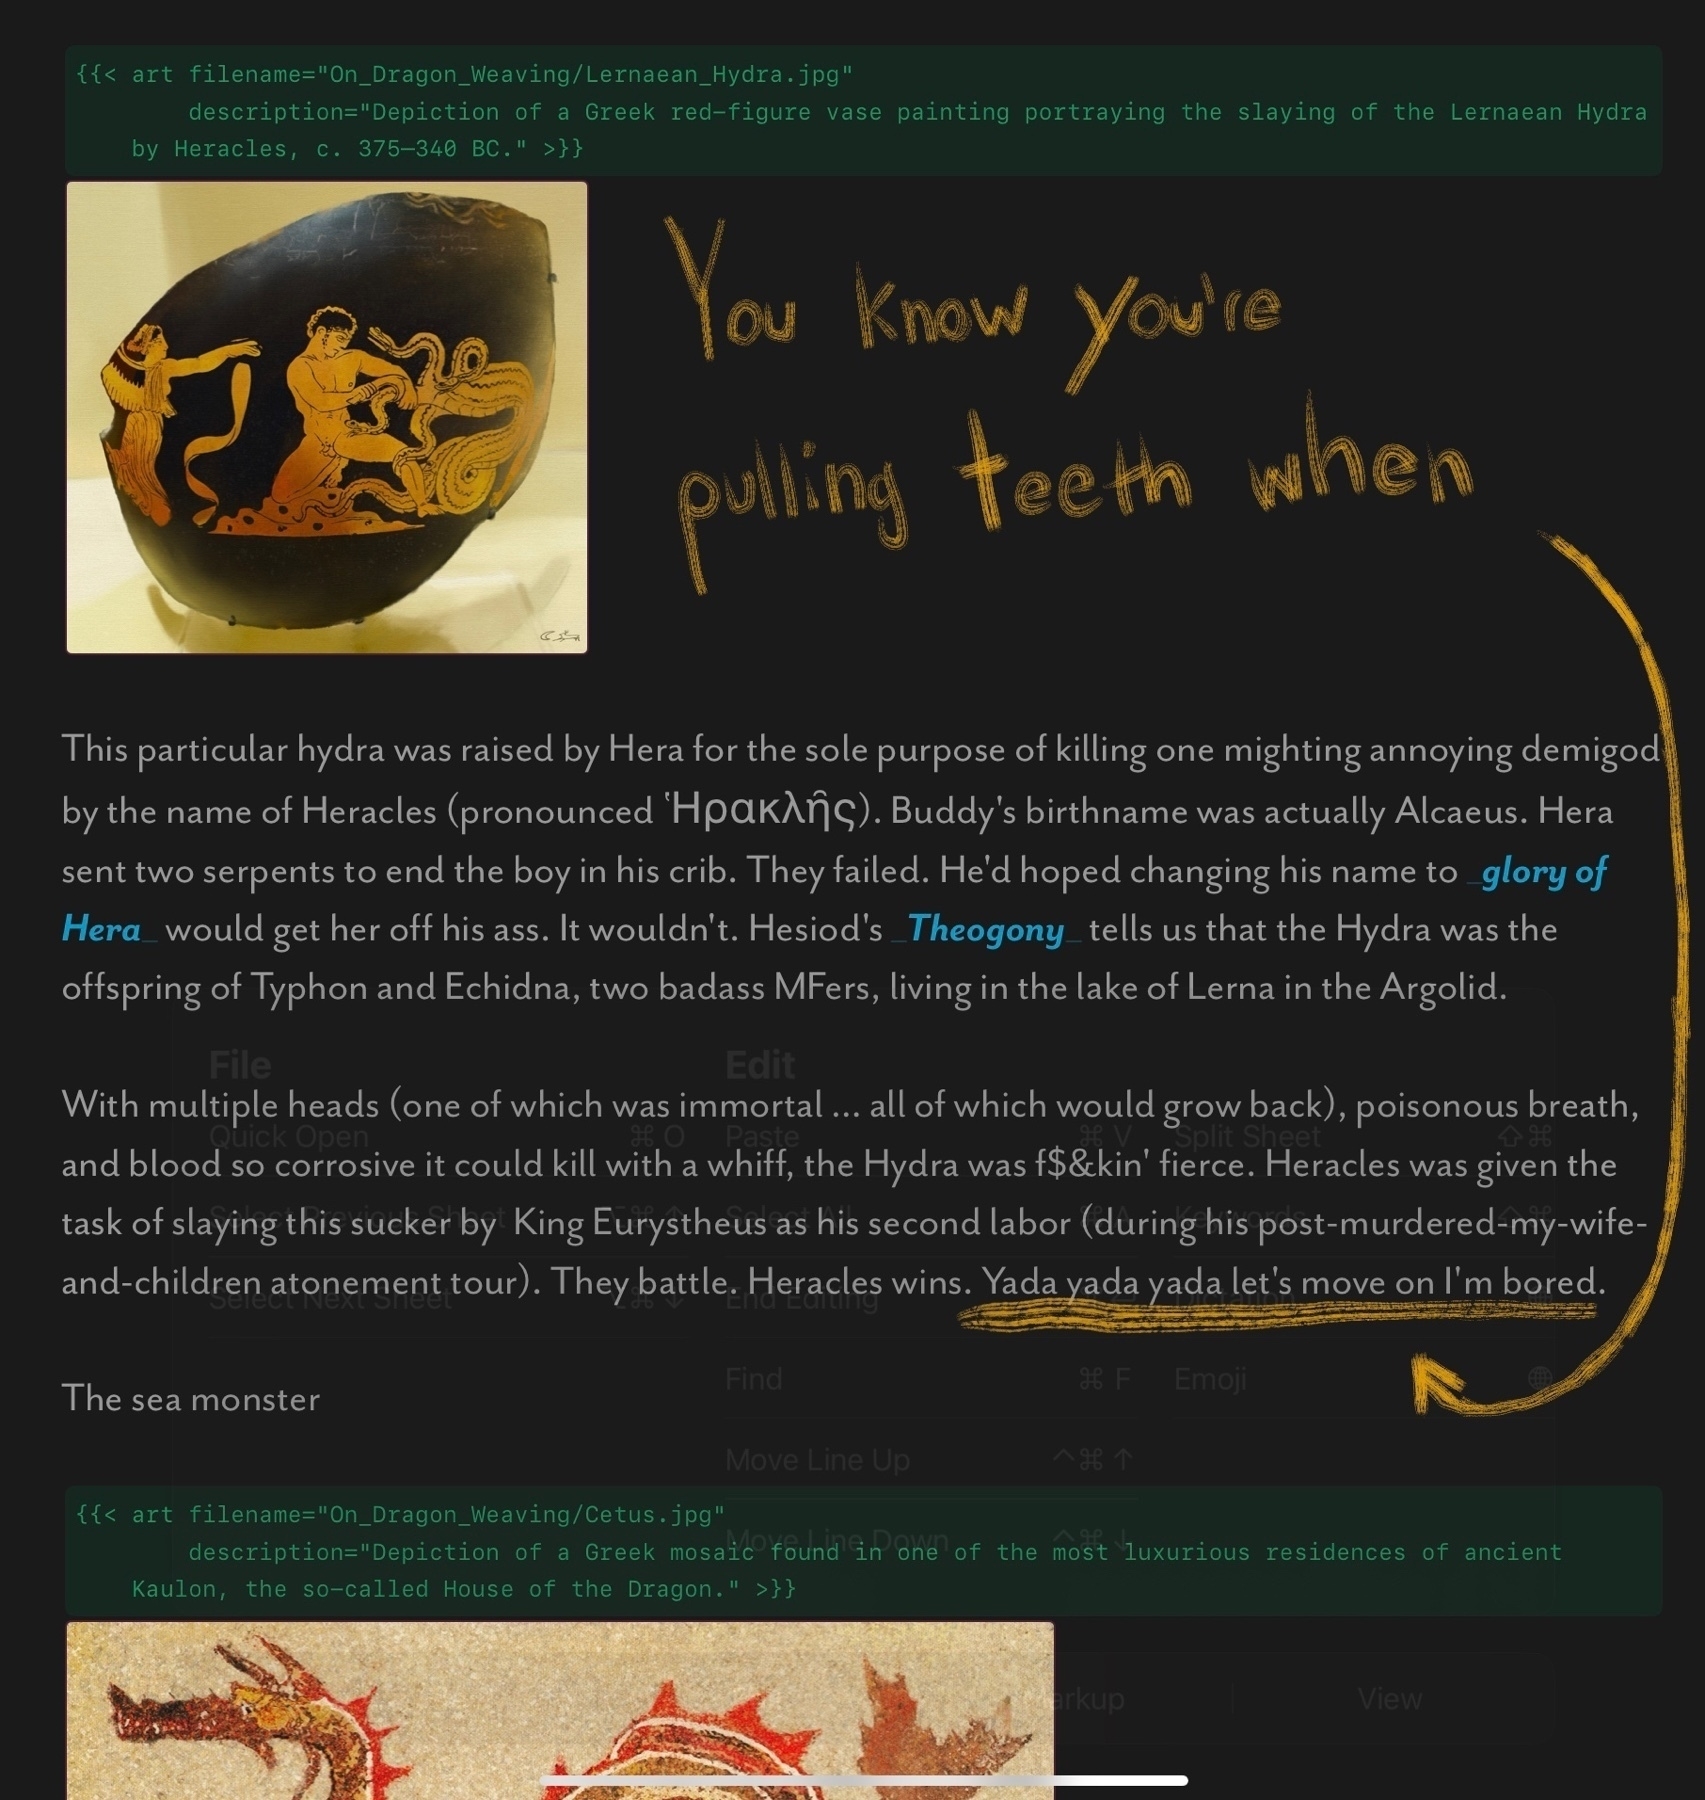 {{< art filename="On_Dragon_Weaving/Lernaean_Hydra.jpg"
description="Depiction of a Greek red-figure vase painting portraying the slaying of the Lernaean Hydra
by Heracles, c. 375–340 BC." >}}
You know you're
pulling teeth when
This particular hydra was raised by Hera for the sole purpose of killing one mighting annoying demigod
by the name of Heracles (pronounced Ἡρακλῆς). Buddy's birthname was actually Alcaeus. Hera
sent two serpents to end the boy in his crib. They failed. He'd hoped changing his name to _glory of
Hera_ would get her off his ass. It wouldn't. Hesiod's _Theogony_ tells us that the Hydra was the
offspring of Typhon and Echidna, two badass MFers, living in the lake of Lerna in the Argolid.
File Edit
With multiple heads (one of which was immortal ... all of which would grow back), poisonous breath,
Quick Open ⌘ O Paste ⌘ V Split Sheet ⇧⌘
and blood so corrosive it could kill with a whiff, the Hydra was f$&kin' fierce. Heracles was given the
Select Previous Sheet Select All ⌘ A Keywords
task of slaying this sucker by  King Eurystheus as his second labor (during his post-murdered-my-wife-
and-children atonement tour). They battle. Heracles wins. Yada yada yada let's move on I'm bored.
Select Next Sheet End Editing Dictation
Find ⌘ F Emoji
The sea monster
Move Line Up ^⌘ ↑
{{< art filename="On_Dragon_Weaving/Cetus.jpg"
Move Line Down ^⌘ ↓
description="Depiction of a Greek mosaic found in one of the most luxurious residences of ancient
Kaulon, the so-called House of the Dragon." >}}
View